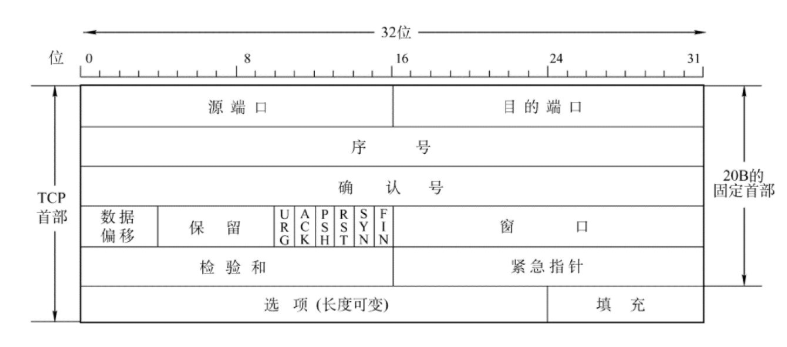 32位
位 0 8 16 24 31
源端口 目的端口
序号
确认号
TCP
首部
20B的
固定首部
数据
偏移
保留
URG
ACK
PSH
RST
SYN
FIN
窗口
检验和 紧急指针
选项(长度可变) 填充